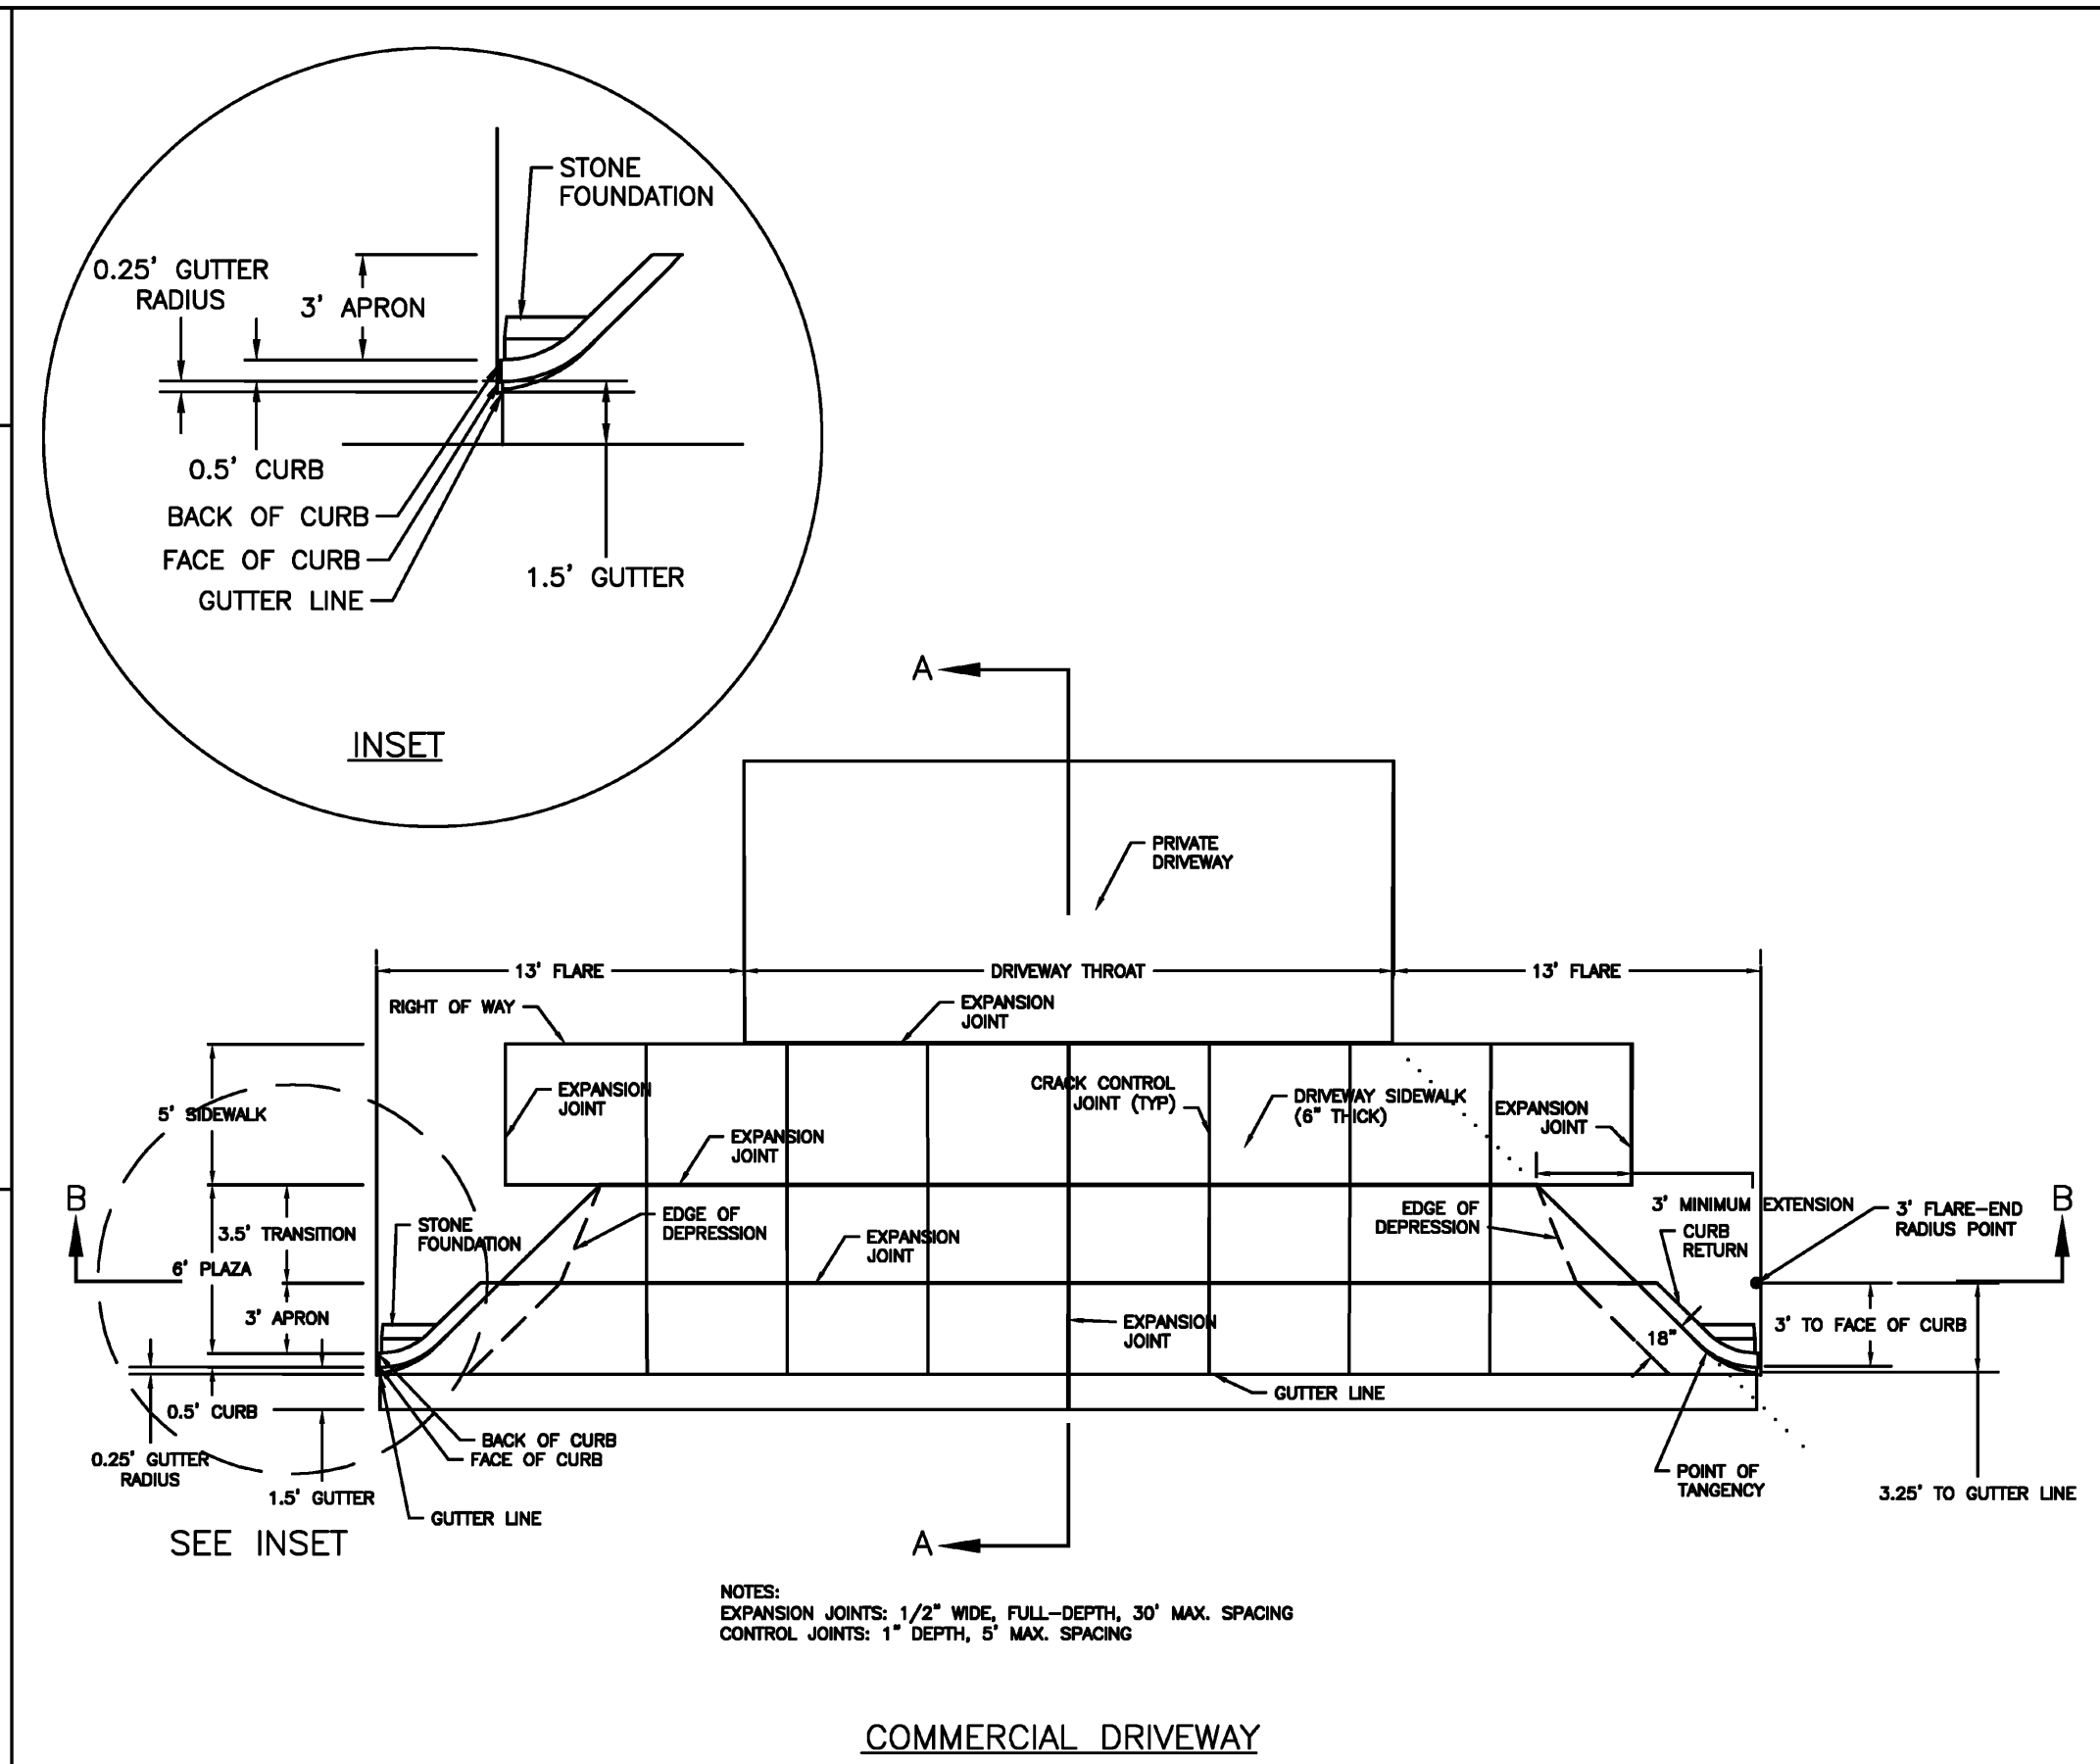 STONE
FOUNDATION
0.25' GUTTER
RADIUS
3' APRON
0.5' CURB
BACK OF CURB
FACE OF CURB
GUTTER LINE
1.5' GUTTER
INSET
A
PRIVATE
DRIVEWAY
13' FLARE
DRIVEWAY THROAT
13' FLARE
RIGHT OF WAY
EXPANSION
JOINT
5' SIDEWALK
EXPANSION
JOINT
CRACK CONTROL
JOINT (TYP)
DRIVEWAY SIDEWALK
(6" THICK)
EXPANSION
JOINT
EXPANSION
JOINT
B
3.5' TRANSITION
6' PLAZA
3' APRON
STONE
FOUNDATION
EDGE OF
DEPRESSION
EXPANSION
JOINT
EDGE OF
DEPRESSION
3' MINIMUM EXTENSION
CURB
RETURN
3' FLARE-END
RADIUS POINT
B
EXPANSION
JOINT
18"
3' TO FACE OF CURB
GUTTER LINE
0.5' CURB
0.25' GUTTER
RADIUS
1.5' GUTTER
BACK OF CURB
FACE OF CURB
GUTTER LINE
POINT OF
TANGENCY
3.25' TO GUTTER LINE
SEE INSET
A
NOTES:
EXPANSION JOINTS: 1/2" WIDE, FULL-DEPTH, 30' MAX. SPACING
CONTROL JOINTS: 1" DEPTH, 5' MAX. SPACING
COMMERCIAL DRIVEWAY